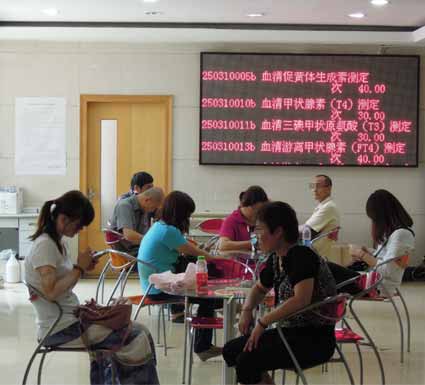 250310005b 血清促黄体生成素测定
次 40.00
250310010b 血清甲状腺素（T4）测定
次 30.00
250310011b 血清三碘甲状原氨酸（T3）测定
次 30.00
250310013b 血清游离甲状腺素（FT4）测定
次 40.00